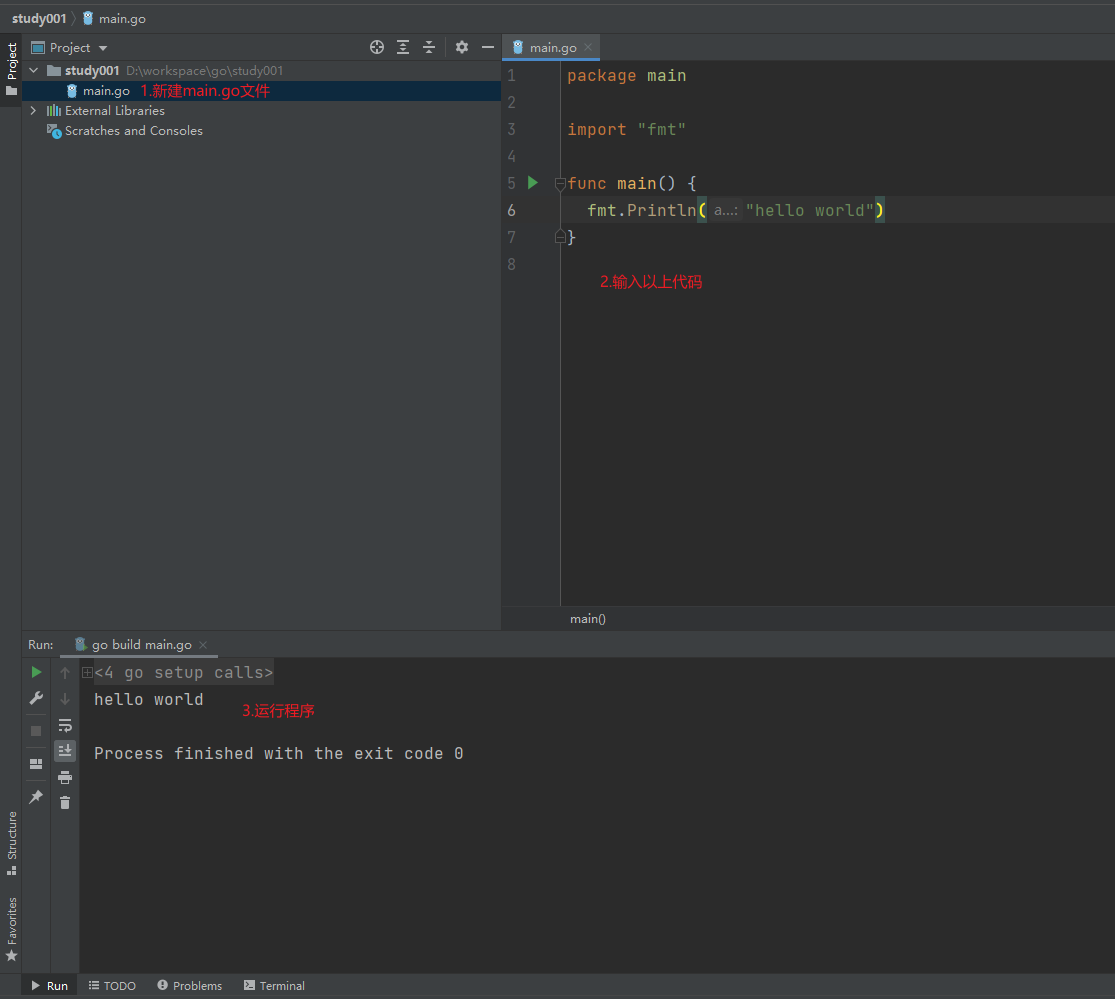 study001 main.go
Project
Project
main.go
study001 D:\workspace\go\study001
main.go 1.新建main.go文件
External Libraries
Scratches and Consoles
1 package main
2
3 import "fmt"
4
5 func main() {
6 fmt.Println( a...: "hello world")
7 }
8
2.输入以上代码
main()
Run: go build main.go
<4 go setup calls>
hello world
3.运行程序
Process finished with the exit code 0
Structure
Favorites
Run TODO Problems Terminal